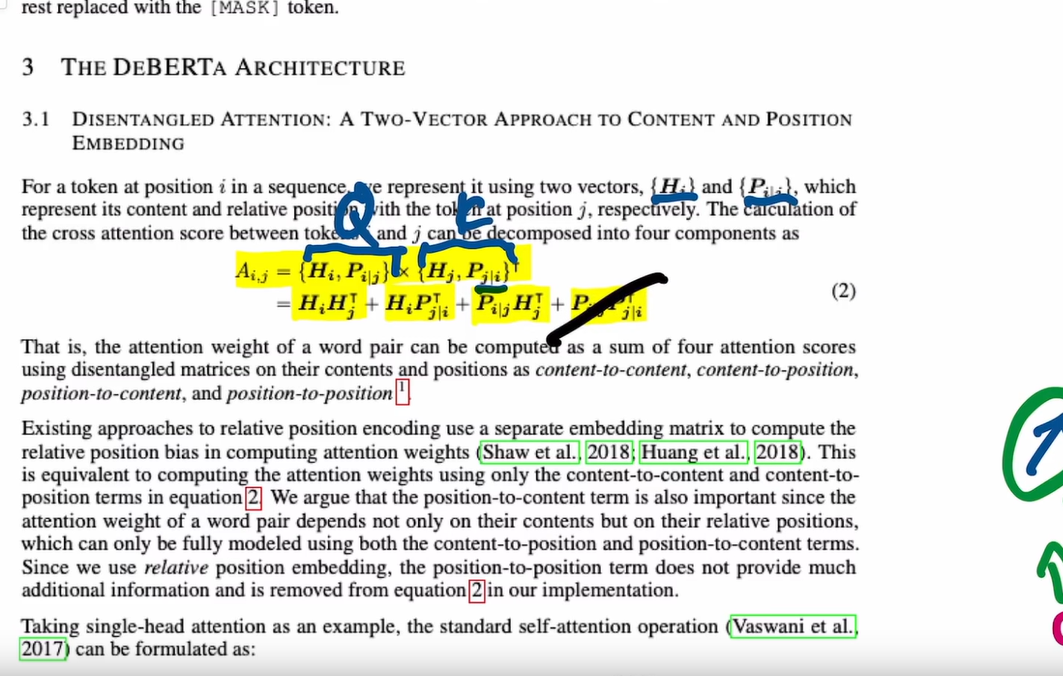 rest replaced with the [MASK] token.
3 THE DEBERTA ARCHITECTURE
3.1 DISENTANGLED ATTENTION: A TWO-VECTOR APPROACH TO CONTENT AND POSITION
EMBEDDING
For a token at position i in a sequence, we represent it using two vectors, {H_i} and {P_{i|j}}, which
represent its content and relative position with the token at position j, respectively. The calculation of
the cross attention score between tokens and j can be decomposed into four components as
Q
A_{i,j} = {H_i, P_{i|j}} × {H_j, P_{j|i}}^⊤
= H_i H_j^⊤ + H_i P_{j|i}^⊤ + P_{i|j} H_j^⊤ + P P_{j|i}^⊤ (2)
That is, the attention weight of a word pair can be computed as a sum of four attention scores
using disentangled matrices on their contents and positions as content-to-content, content-to-position,
position-to-content, and position-to-position 1.
Existing approaches to relative position encoding use a separate embedding matrix to compute the
relative position bias in computing attention weights (Shaw et al., 2018; Huang et al., 2018). This
is equivalent to computing the attention weights using only the content-to-content and content-to-
position terms in equation 2. We argue that the position-to-content term is also important since the
attention weight of a word pair depends not only on their contents but on their relative positions,
which can only be fully modeled using both the content-to-position and position-to-content terms.
Since we use relative position embedding, the position-to-position term does not provide much
additional information and is removed from equation 2 in our implementation.
Taking single-head attention as an example, the standard self-attention operation (Vaswani et al.,
2017) can be formulated as: